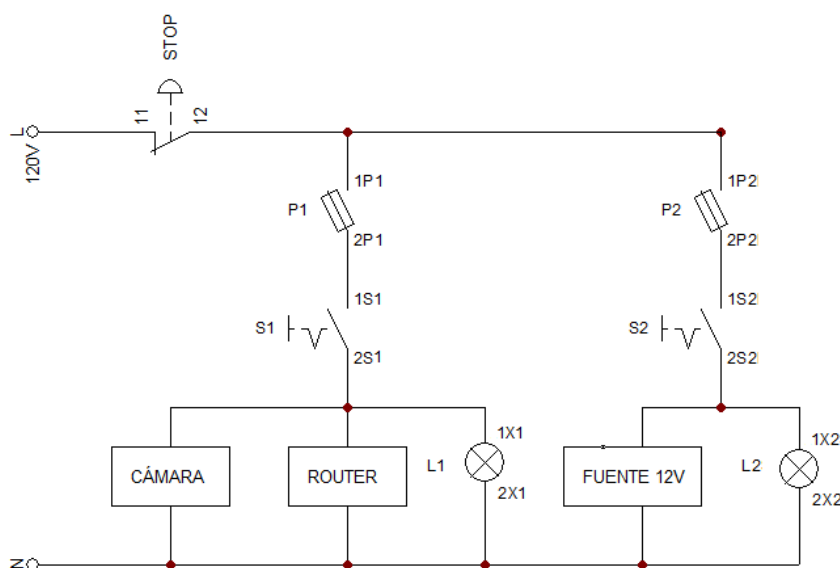 STOP
11
12
L
120V
1P1
P1
2P1
1P2
P2
2P2
1S1
S1
2S1
1S2
S2
2S2
CÁMARA
ROUTER
L1
1X1
2X1
FUENTE 12V
L2
1X2
2X2
N